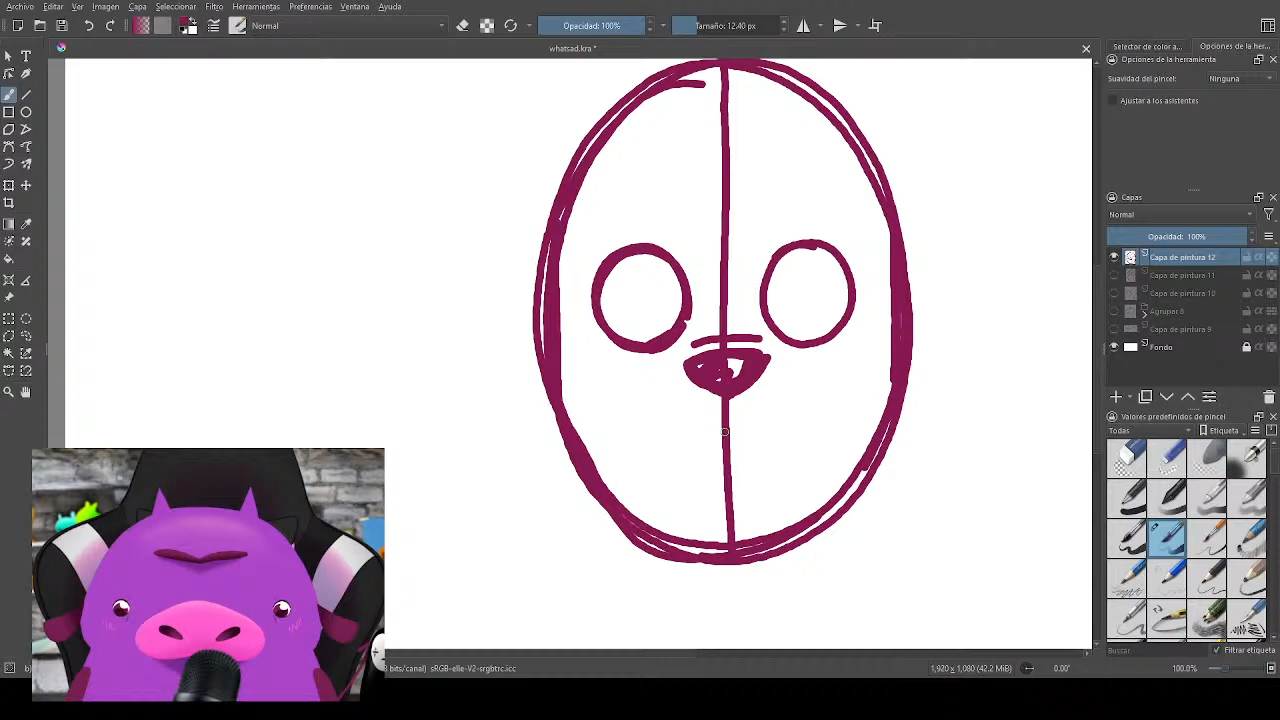 Archivo Editar Ver Imagen Capa Seleccionar Filtro Herramientas Preferencias Ventana Ayuda
Normal Opacidad: 100% Tamaño: 12.40 px
whatsad.kra *
Selector de color a... Opciones de la her...
Opciones de la herramienta
Suavidad del pincel: Ninguna
Ajustar a los asistentes
Capas
Normal
Opacidad: 100%
Capa de pintura 12
Capa de pintura 11
Capa de pintura 10
Agrupar 8
Capa de pintura 9
Fondo
Valores predefinidos de pincel
Todas Etiqueta
Buscar Filtrar etiqueta
bits/canal) sRGB-elle-V2-srgbtrc.icc 1,920 x 1,080 (42.2 MiB) 0.00° 100.0%